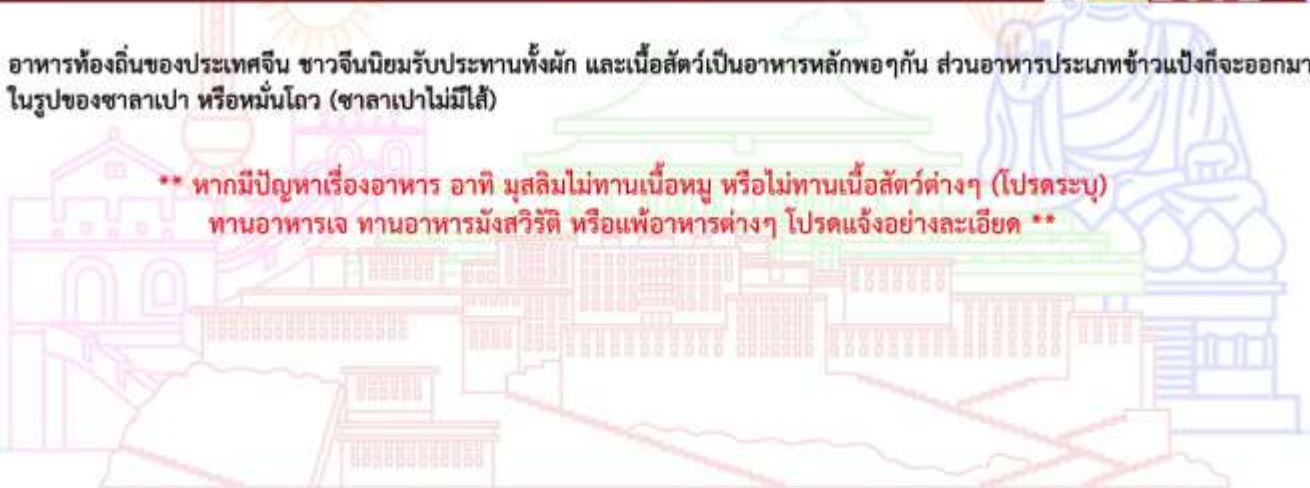 อาหารท้องถิ่นของประเทศจีน ชาวจีนนิยมรับประทานทั้งผัก และเนื้อสัตว์เป็นอาหารหลักพอๆกัน ส่วนอาหารประเภทข้าวแป้งก็จะออกมา
ในรูปของซาลาเปา หรือหมั่นโถว (ซาลาเปาไม่มีไส้)
** หากมีปัญหาเรื่องอาหาร อาทิ มุสลิมไม่ทานเนื้อหมู หรือไม่ทานเนื้อสัตว์ต่างๆ (โปรดระบุ)
ทานอาหารเจ ทานอาหารมังสวิรัติ หรือแพ้อาหารต่างๆ โปรดแจ้งอย่างละเอียด **